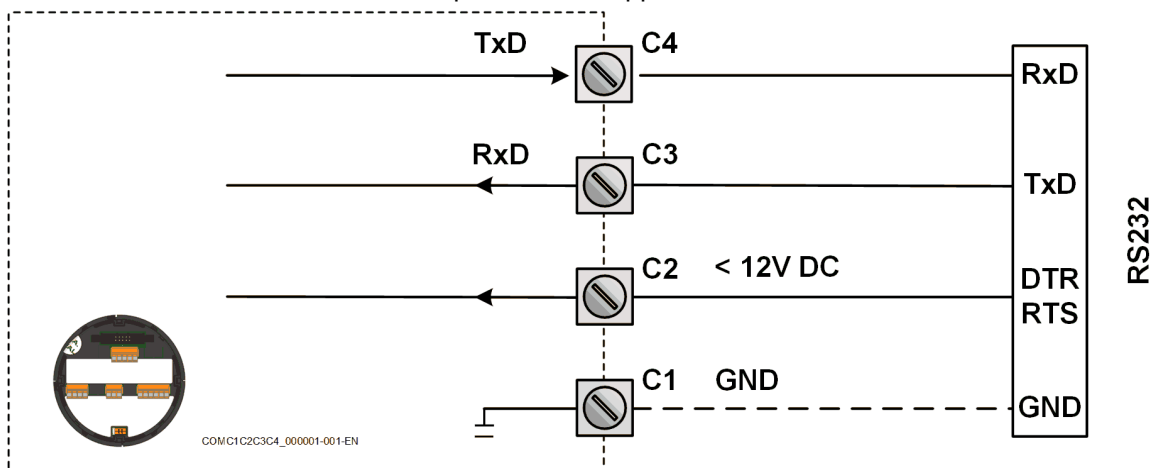 TxD C4
RxD
RxD C3
TxD
C2 < 12V DC
DTR
RTS
C1 GND
GND
RS232
COMC1C2C3C4_000001-001-EN